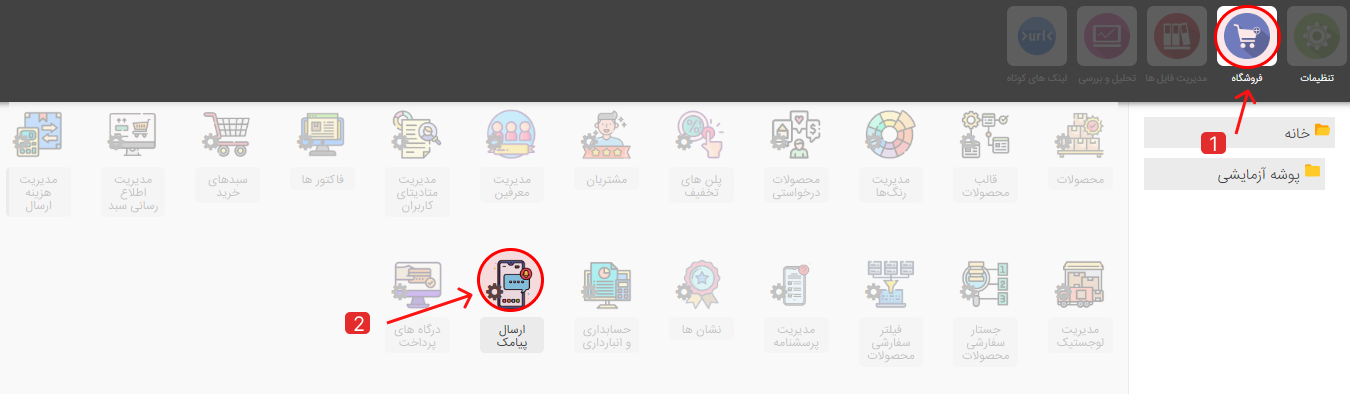 تنظیمات
فروشگاه
مدیریت فایل ها
تحلیل و بررسی
لینک های کوتاه
>url<
1
خانه
پوشه آزمایشی
محصولات
قالب
محصولات
مدیریت
رنگ‌ها
محصولات
درخواستی
پلن های
تخفیف
مشتریان
مدیریت
معرفین
مدیریت
متادیتای
کاربران
فاکتور ها
سبدهای
خرید
مدیریت
اطلاع
رسانی سبد
مدیریت
هزینه
ارسال
مدیریت
لوجستیک
جستار
سفارشی
محصولات
فیلتر
سفارشی
محصولات
مدیریت
پرسشنامه
نشان ها
حسابداری
و انبارداری
ارسال
پیامک
درگاه های
پرداخت
2